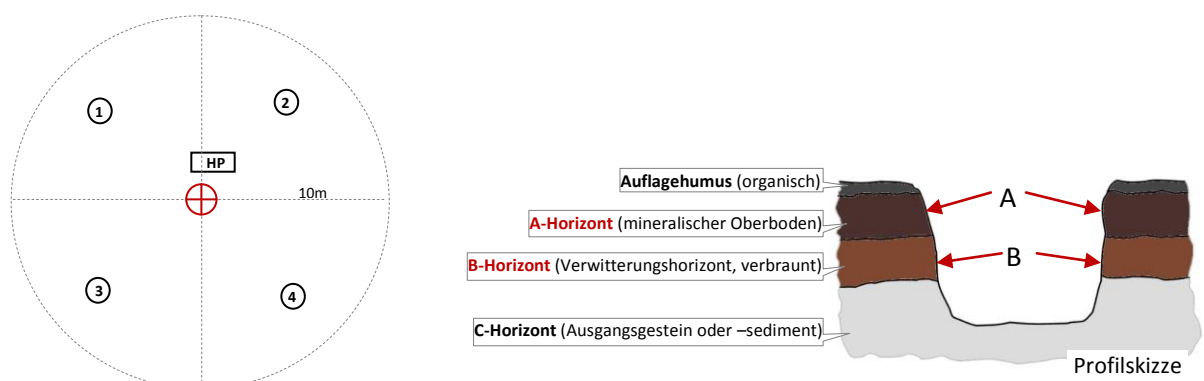 1
2
HP
10m
3
4
Auflagehumus (organisch)
A-Horizont (mineralischer Oberboden)
B-Horizont (Verwitterungshorizont, verbraunt)
C-Horizont (Ausgangsgestein oder –sediment)
A
B
Profilskizze